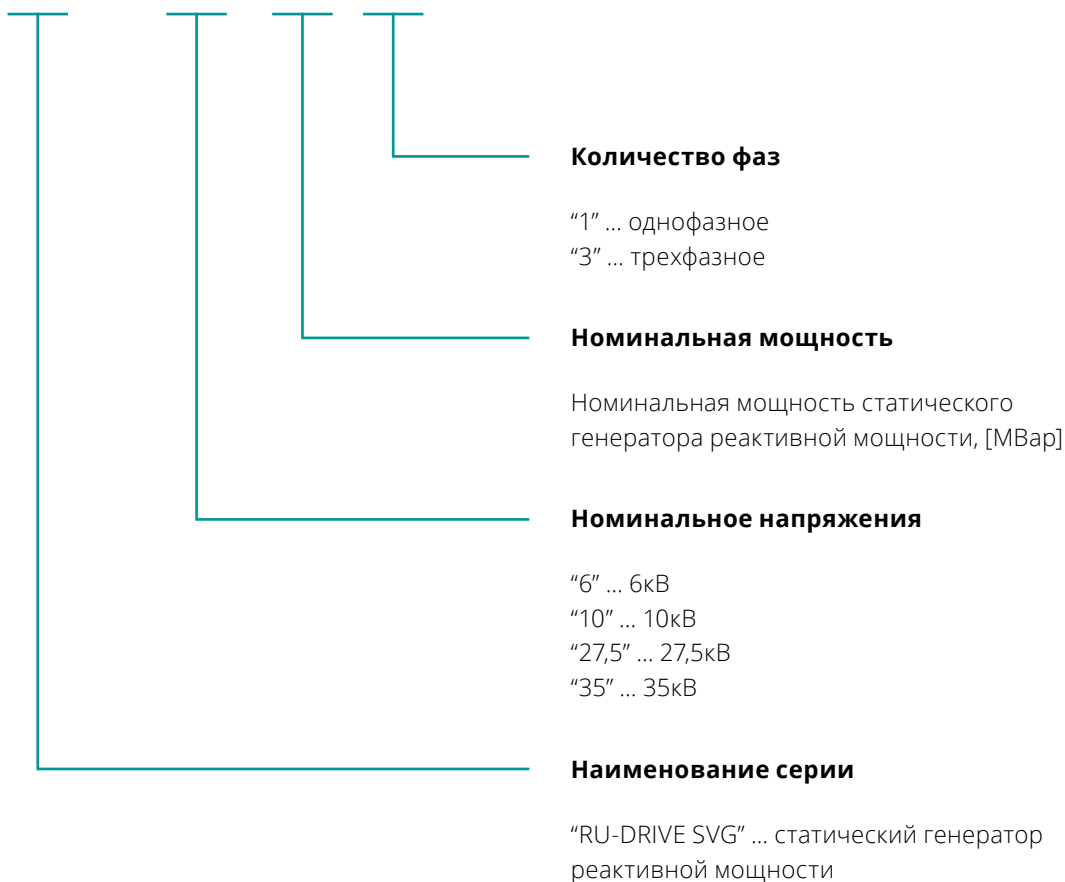 Количество фаз
“1” ... однофазное
“3” ... трехфазное
Номинальная мощность
Номинальная мощность статического
генератора реактивной мощности, [МВар]
Номинальное напряжения
“6” ... 6кВ
“10” ... 10кВ
“27,5” ... 27,5кВ
“35” ... 35кВ
Наименование серии
“RU-DRIVE SVG” ... статический генератор
реактивной мощности